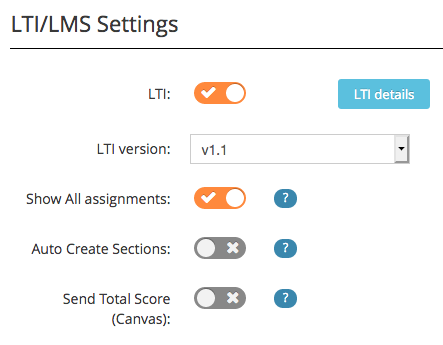 LTI/LMS Settings
LTI: LTI details
LTI version: v1.1
Show All assignments: ?
Auto Create Sections: ?
Send Total Score ?
(Canvas):